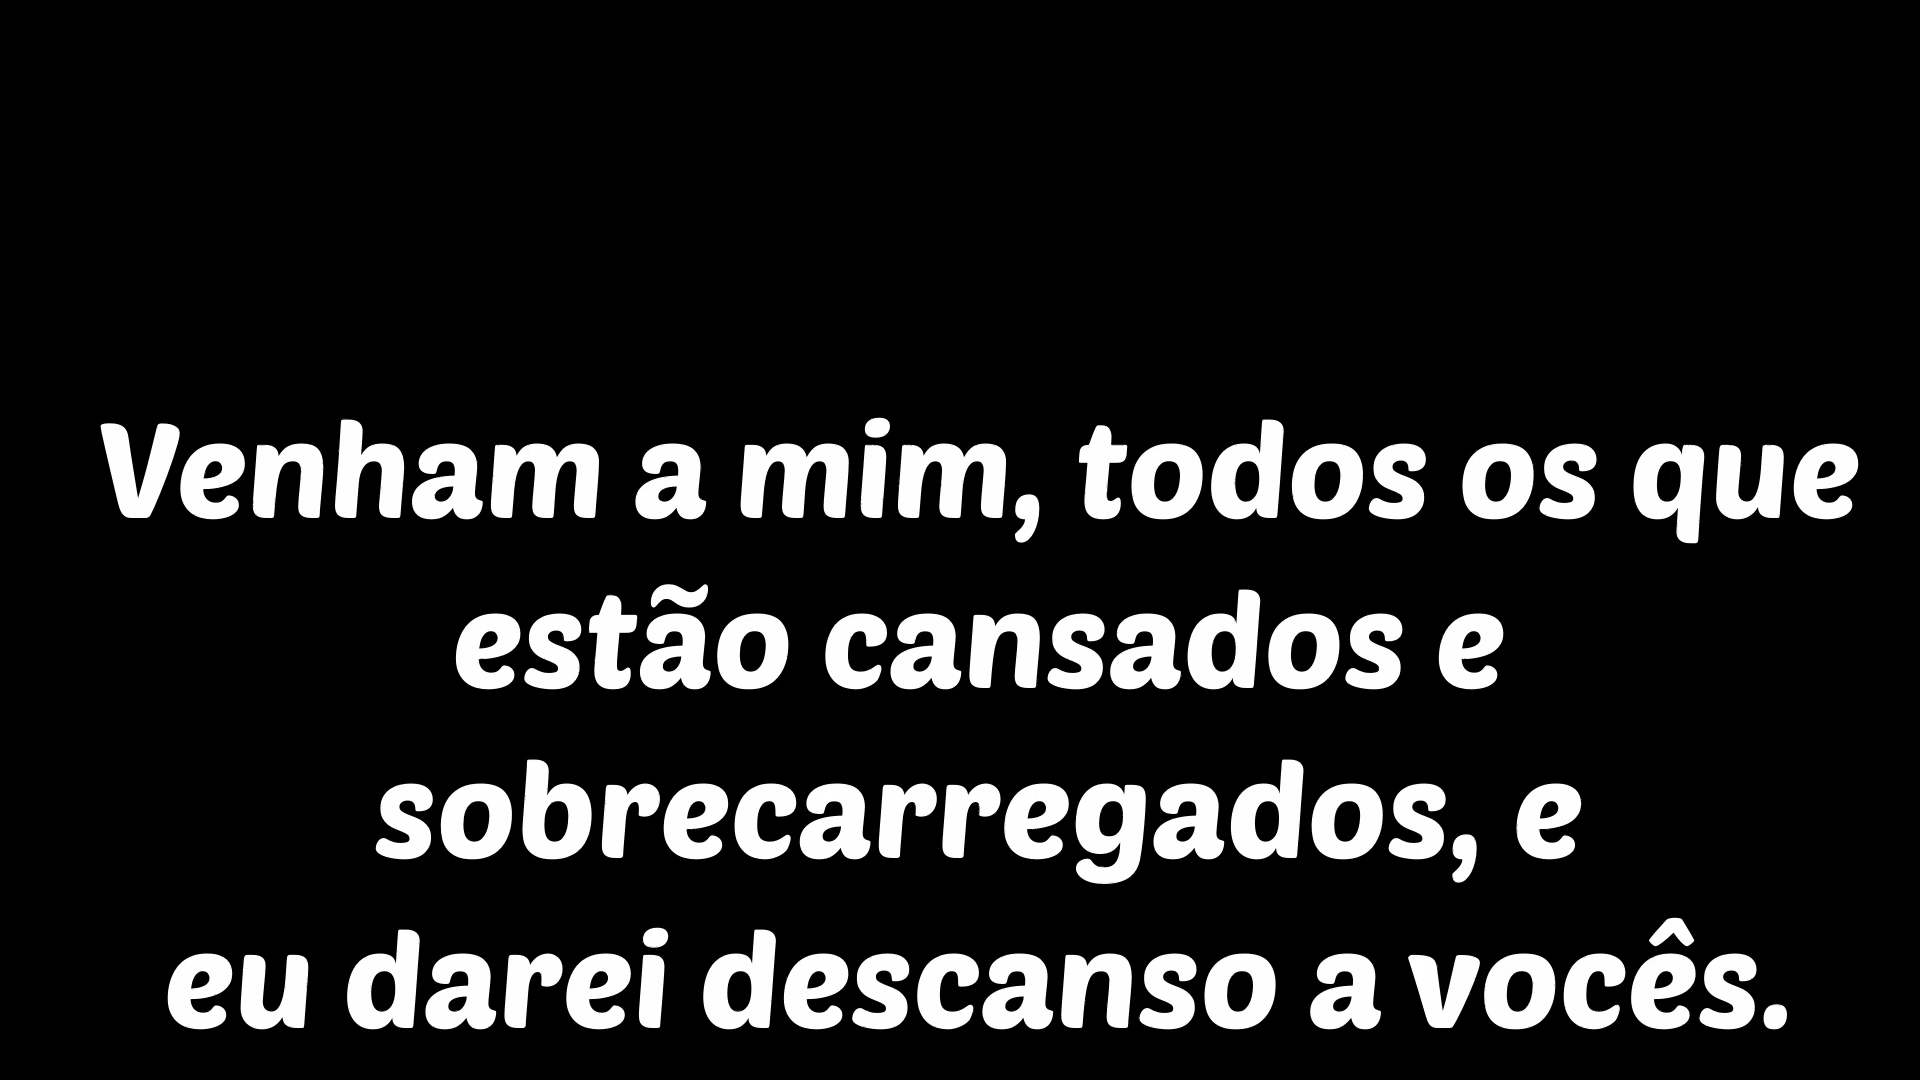 Venham a mim, todos os que
estão cansados e
sobrecarregados, e
eu darei descanso a vocês.